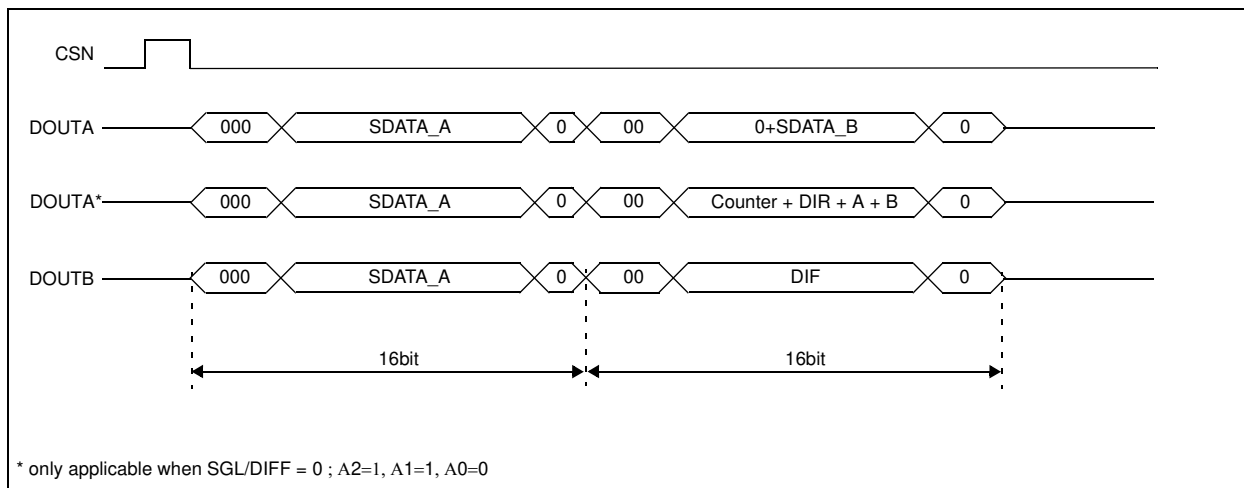 CSN
DOUTA 000 SDATA_A 0 00 0+SDATA_B 0
DOUTA* 000 SDATA_A 0 00 Counter + DIR + A + B 0
DOUTB 000 SDATA_A 0 00 DIF 0
16bit 16bit
* only applicable when SGL/DIFF = 0 ; A2=1, A1=1, A0=0